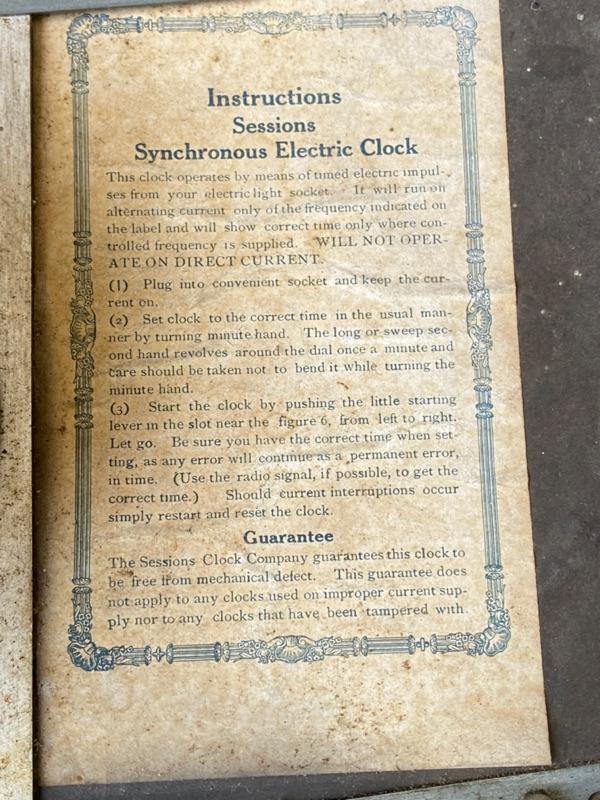 Instructions
Sessions
Synchronous Electric Clock
This clock operates by means of timed electric impul-
ses from your electric light socket. It will run on
alternating current only of the frequency indicated on
the label and will show correct time only where con-
trolled frequency is supplied. WILL NOT OPER-
ATE ON DIRECT CURRENT.
(1) Plug into convenient socket and keep the cur-
rent on.
(2) Set clock to the correct time in the usual man-
ner by turning minute hand. The long or sweep sec-
ond hand revolves around the dial once a minute and
care should be taken not to bend it while turning the
minute hand.
(3) Start the clock by pushing the little starting
lever in the slot near the figure 6, from left to right.
Let go. Be sure you have the correct time when set-
ting, as any error will continue as a permanent error,
in time. (Use the radio signal, if possible, to get the
correct time.) Should current interruptions occur
simply restart and reset the clock.
Guarantee
The Sessions Clock Company guarantees this clock to
be free from mechanical defect. This guarantee does
not apply to any clocks used on improper current sup-
ply nor to any clocks that have been tampered with.